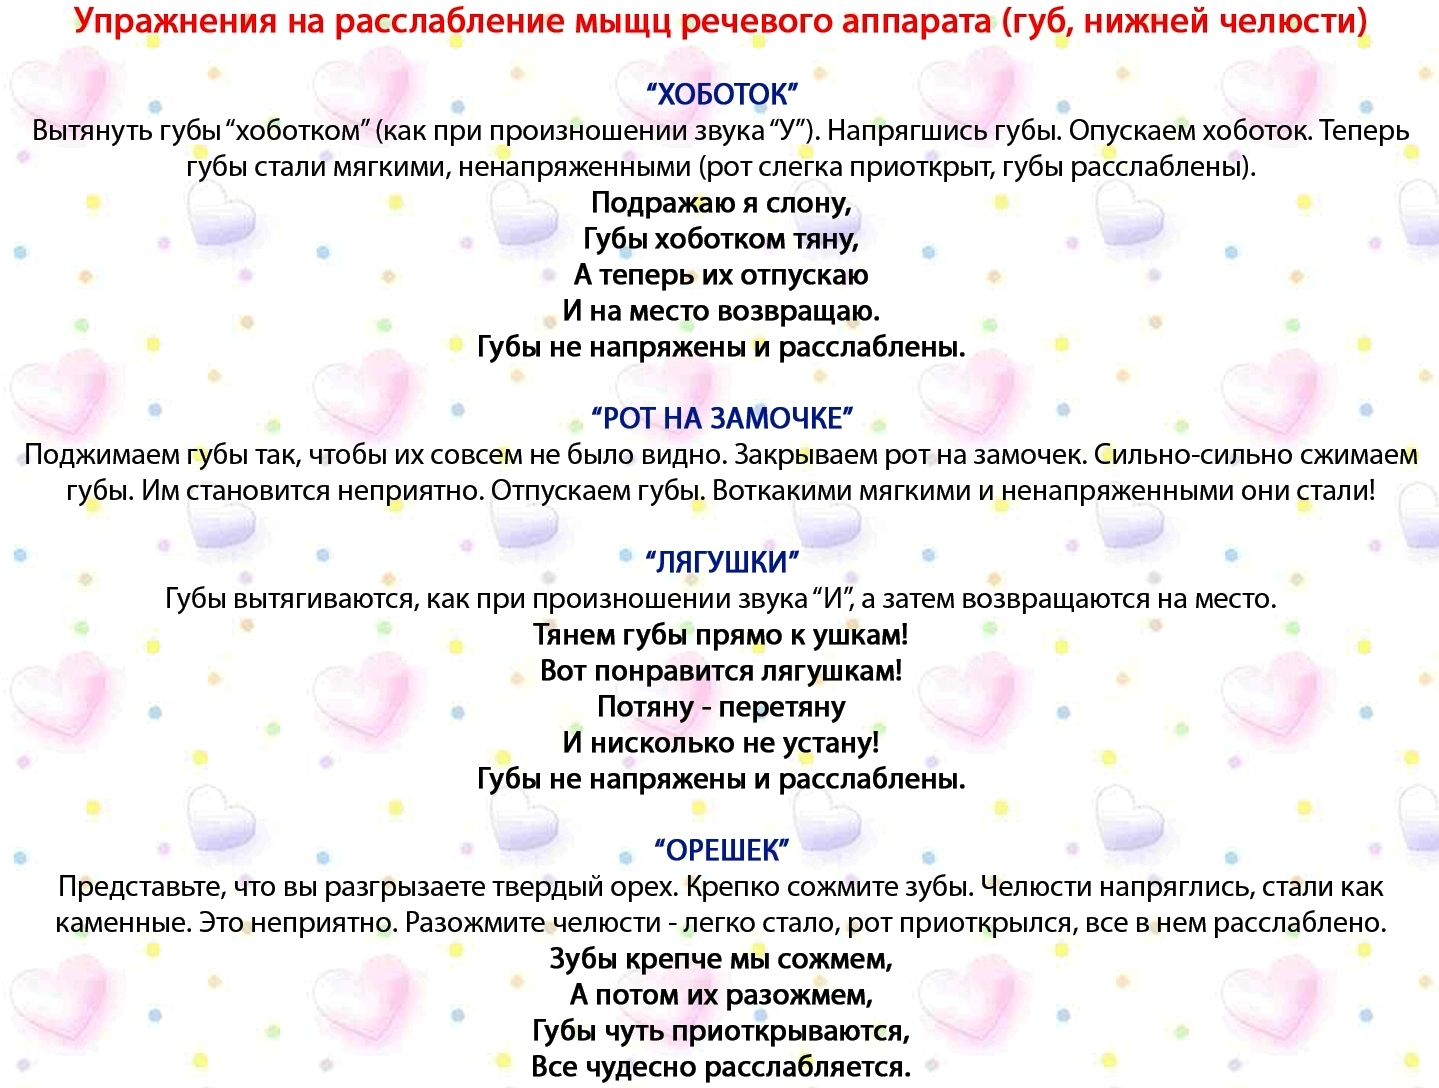 Упражнения на расслабление мыщц речевого аппарата (губ, нижней челюсти)
“ХОБОТОК”
Вытянуть губы “хоботком” (как при произношении звука “У”). Напрягшись губы. Опускаем хоботок. Теперь
губы стали мягкими, ненапряженными (рот слегка приоткрыт, губы расслаблены).
Подражаю я слону,
Губы хоботком тяну,
А теперь их отпускаю
И на место возвращаю.
Губы не напряжены и расслаблены.
“РОТ НА ЗАМОЧКЕ”
Поджимаем губы так, чтобы их совсем не было видно. Закрываем рот на замочек. Сильно-сильно сжимаем
губы. Им становится неприятно. Отпускаем губы. Воткакими мягкими и ненапряженными они стали!
“ЛЯГУШКИ”
Губы вытягиваются, как при произношении звука “И”, а затем возвращаются на место.
Тянем губы прямо к ушкам!
Вот понравится лягушкам!
Потяну - перетяну
И нисколько не устану!
Губы не напряжены и расслаблены.
“ОРЕШЕК”
Представьте, что вы разгрызаете твердый орех. Крепко сожмите зубы. Челюсти напряглись, стали как
каменные. Это неприятно. Разожмите челюсти - легко стало, рот приоткрылся, все в нем расслаблено.
Зубы крепче мы сожмем,
А потом их разожмем,
Губы чуть приоткрываются,
Все чудесно расслабляется.